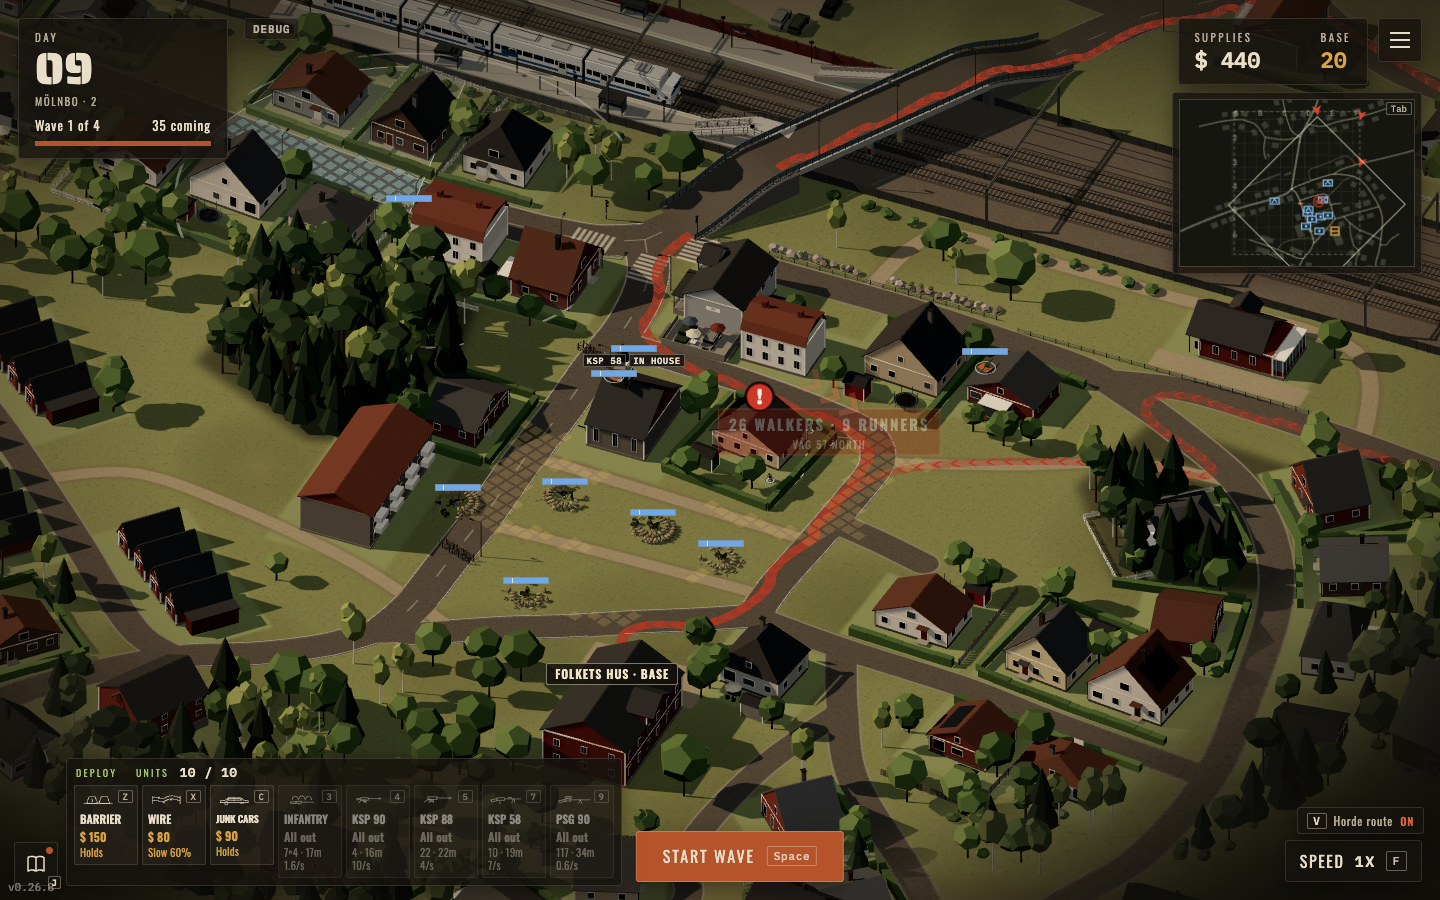 DAY
09
MÖLNBO · 2
Wave 1 of 4
35 coming
DEBUG
SUPPLIES
$ 440
BASE
20
Tab
KSP 58
IN HOUSE
!
26 WALKERS · 9 RUNNERS
VÄG 57 NORTH
FOLKETS HUS · BASE
DEPLOY
UNITS 10 / 10
Z
BARRIER
$ 150
Holds
X
WIRE
$ 80
Slow 60%
C
JUNK CARS
$ 90
Holds
3
INFANTRY
All out
7×4 · 17m
1.6/s
4
KSP 90
All out
4 · 16m
10/s
5
KSP 88
All out
22 · 22m
4/s
7
KSP 58
All out
10 · 19m
7/s
9
PSG 90
All out
117 · 34m
0.6/s
START WAVE Space
V Horde route ON
SPEED 1X F
J